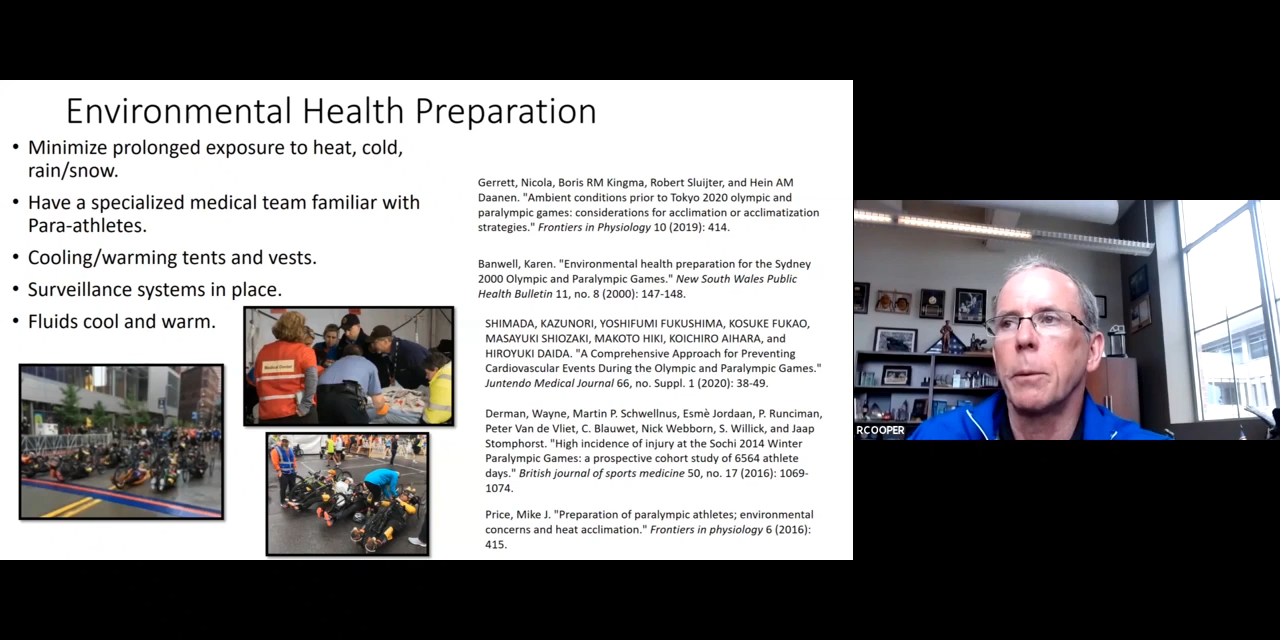 Environmental Health Preparation
• Minimize prolonged exposure to heat, cold,
rain/snow.
• Have a specialized medical team familiar with
Para-athletes.
• Cooling/warming tents and vests.
• Surveillance systems in place.
• Fluids cool and warm.
Medical Center
Gerrett, Nicola, Boris RM Kingma, Robert Sluijter, and Hein AM
Daanen. "Ambient conditions prior to Tokyo 2020 olympic and
paralympic games: considerations for acclimation or acclimatization
strategies." Frontiers in Physiology 10 (2019): 414.
Banwell, Karen. "Environmental health preparation for the Sydney
2000 Olympic and Paralympic Games." New South Wales Public
Health Bulletin 11, no. 8 (2000): 147-148.
SHIMADA, KAZUNORI, YOSHIFUMI FUKUSHIMA, KOSUKE FUKAO,
MASAYUKI SHIOZAKI, MAKOTO HIKI, KOICHIRO AIHARA, and
HIROYUKI DAIDA. "A Comprehensive Approach for Preventing
Cardiovascular Events During the Olympic and Paralympic Games."
Juntendo Medical Journal 66, no. Suppl. 1 (2020): 38-49.
Derman, Wayne, Martin P. Schwellnus, Esmè Jordaan, P. Runciman,
Peter Van de Vliet, C. Blauwet, Nick Webborn, S. Willick, and Jaap
Stomphorst. "High incidence of injury at the Sochi 2014 Winter
Paralympic Games: a prospective cohort study of 6564 athlete
days." British journal of sports medicine 50, no. 17 (2016): 1069-
1074.
Price, Mike J. "Preparation of paralympic athletes; environmental
concerns and heat acclimation." Frontiers in physiology 6 (2016):
415.
RCOOPER